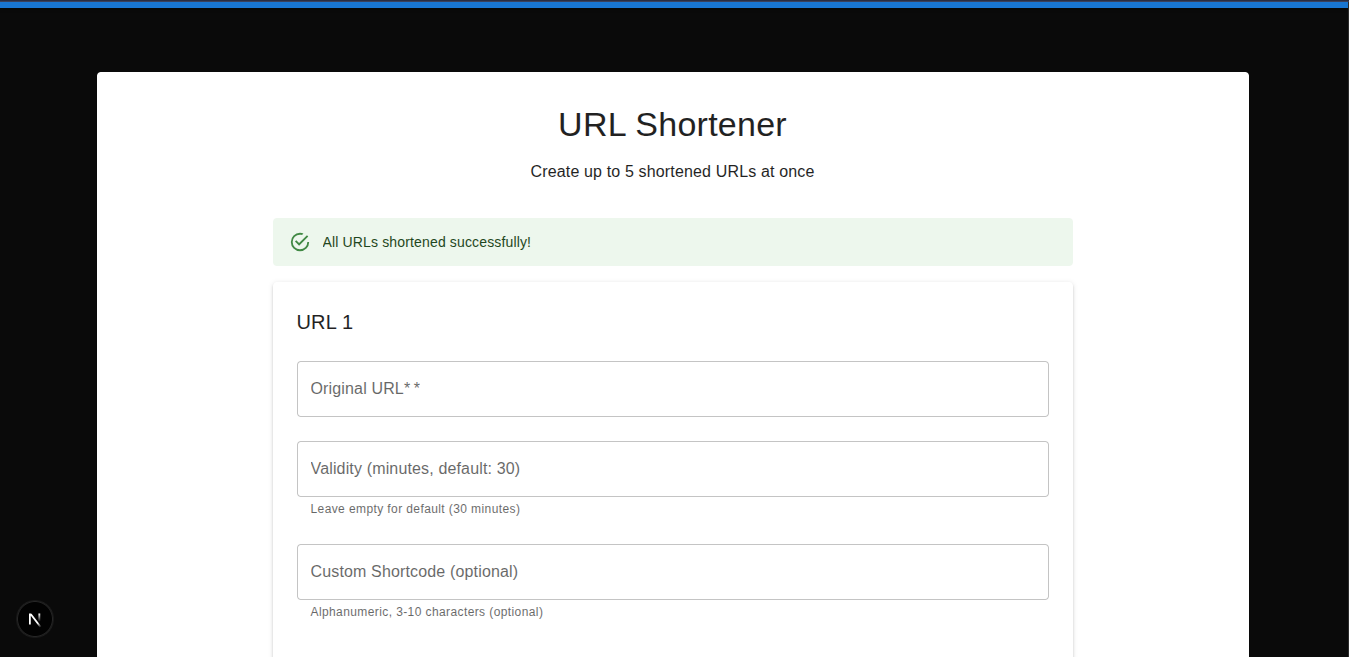 URL Shortener
Create up to 5 shortened URLs at once
All URLs shortened successfully!
URL 1
Original URL* *
Validity (minutes, default: 30)
Leave empty for default (30 minutes)
Custom Shortcode (optional)
Alphanumeric, 3-10 characters (optional)
N